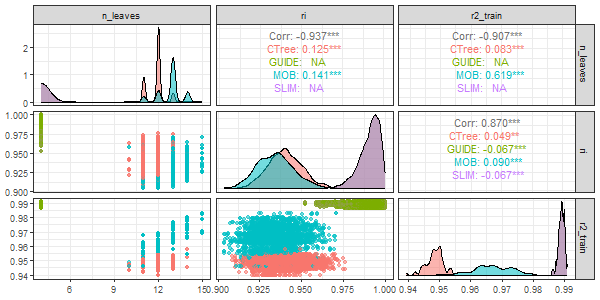 n_leaves
ri
r2_train
2
1
0
Corr: -0.937***
CTree: 0.125***
GUIDE: NA
MOB: 0.141***
SLIM: NA
Corr: -0.907***
CTree: 0.083***
GUIDE: NA
MOB: 0.619***
SLIM: NA
n_leaves
1.000
0.975
0.950
0.925
0.900
Corr: 0.870***
CTree: 0.049**
GUIDE: -0.067***
MOB: 0.090***
SLIM: -0.067***
ri
0.99
0.98
0.97
0.96
0.95
0.94
r2_train
6
9
12
15
0.900
0.925
0.950
0.975
1.000
0.94
0.95
0.96
0.97
0.98
0.99